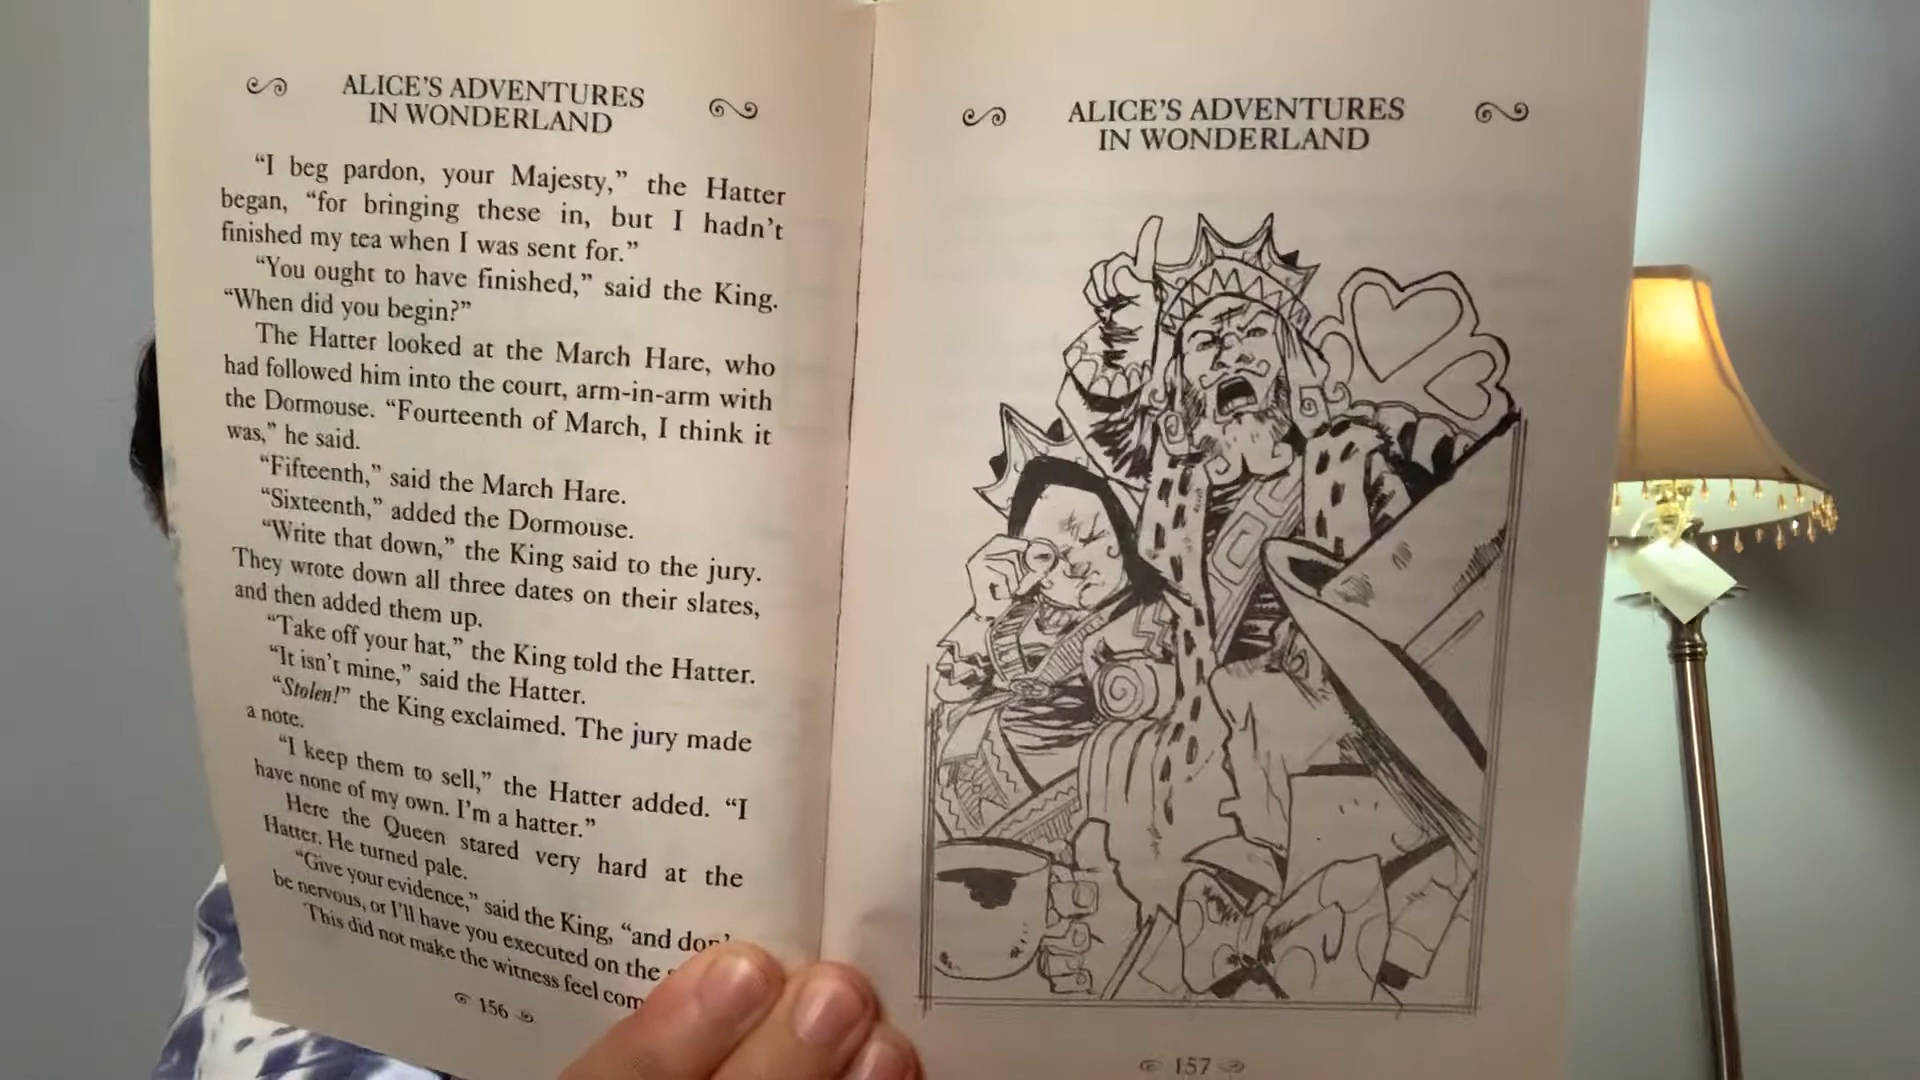 ALICE'S ADVENTURES
IN WONDERLAND
“I beg pardon, your Majesty,” the Hatter
began, “for bringing these in, but I hadn't
finished my tea when I was sent for.”
“You ought to have finished,” said the King.
“When did you begin?”
The Hatter looked at the March Hare, who
had followed him into the court, arm-in-arm with
the Dormouse. “Fourteenth of March, I think it
was,” he said.
“Fifteenth,” said the March Hare.
“Sixteenth,” added the Dormouse.
“Write that down,” the King said to the jury.
They wrote down all three dates on their slates,
and then added them up.
“Take off your hat,” the King told the Hatter.
“It isn't mine,” said the Hatter.
“Stolen!” the King exclaimed. The jury made
a note.
“I keep them to sell,” the Hatter added. “I
have none of my own. I'm a hatter.”
Here the Queen stared very hard at the
Hatter. He turned pale.
“Give your evidence,” said the King, “and
be nervous, or I'll have you executed on the
This did not make the witness feel
156
ALICE'S ADVENTURES
IN WONDERLAND
157